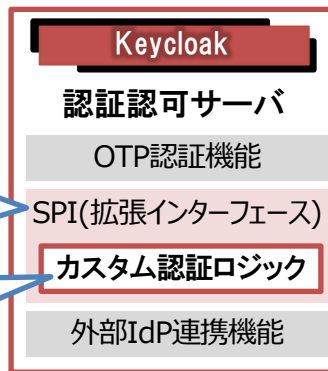 Keycloak
認証認可サーバ
OTP認証機能
SPI(拡張インターフェース)
カスタム認証ロジック
外部IdP連携機能